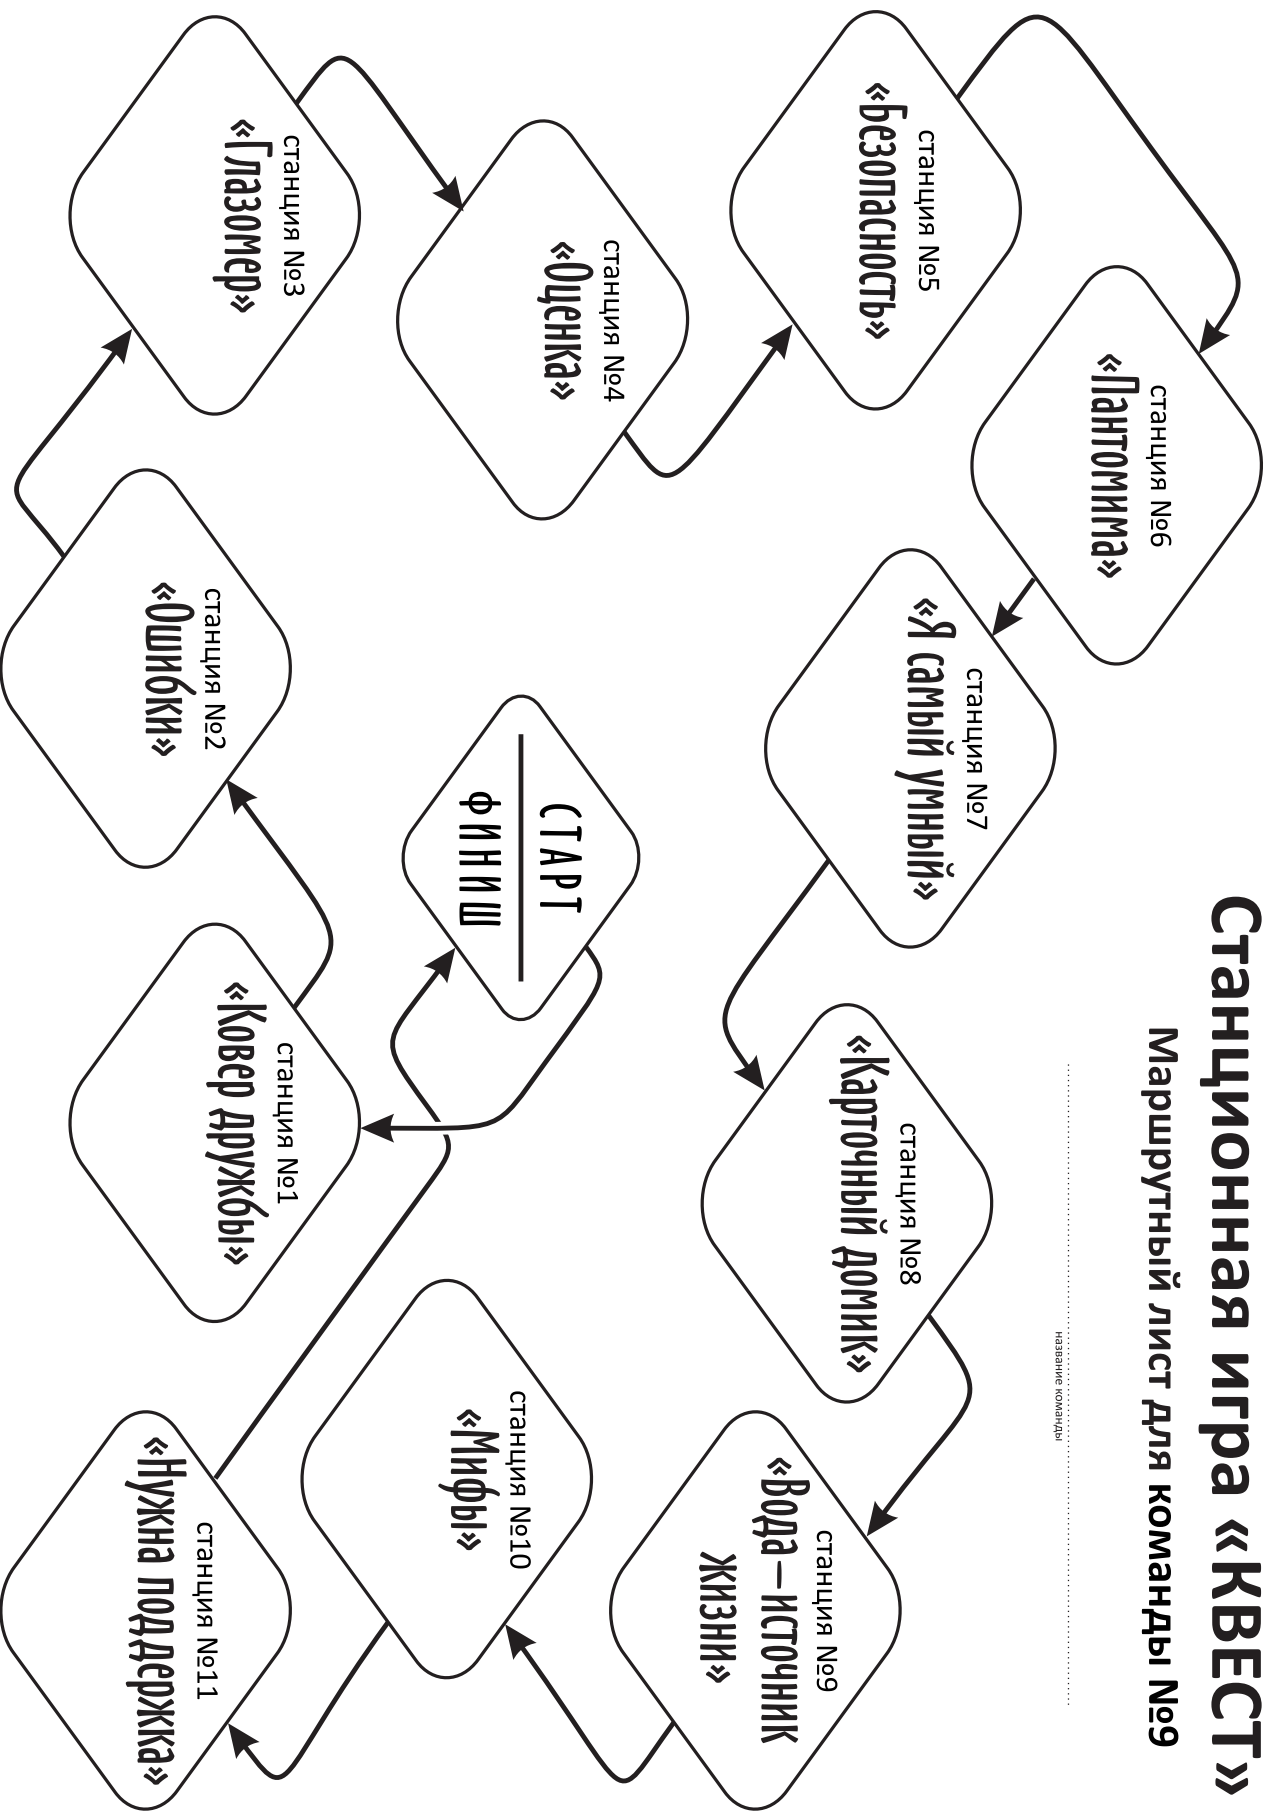 Станционная игра «КВЕСТ»
Маршрутный лист для команды №9
название команды
СТАРТ
ФИНИШ
станция №1
«Ковер дружбы»
станция №2
«Ошибки»
станция №3
«Глазомер»
станция №4
«Оценка»
станция №5
«Безопасность»
станция №6
«Пантомима»
станция №7
«Я самый умный»
станция №8
«Карточный домик»
станция №9
«Вода – источник
жизни»
станция №10
«Мифы»
станция №11
«Нужна поддержка»